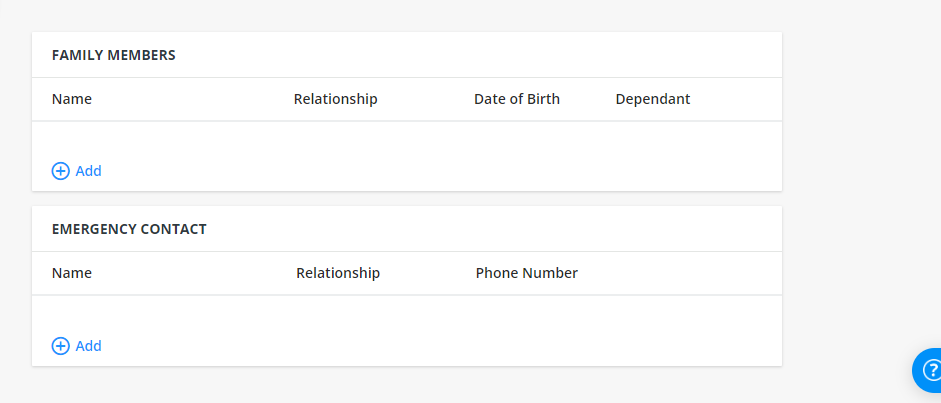 FAMILY MEMBERS
Name Relationship Date of Birth Dependant
Add
EMERGENCY CONTACT
Name Relationship Phone Number
Add
?